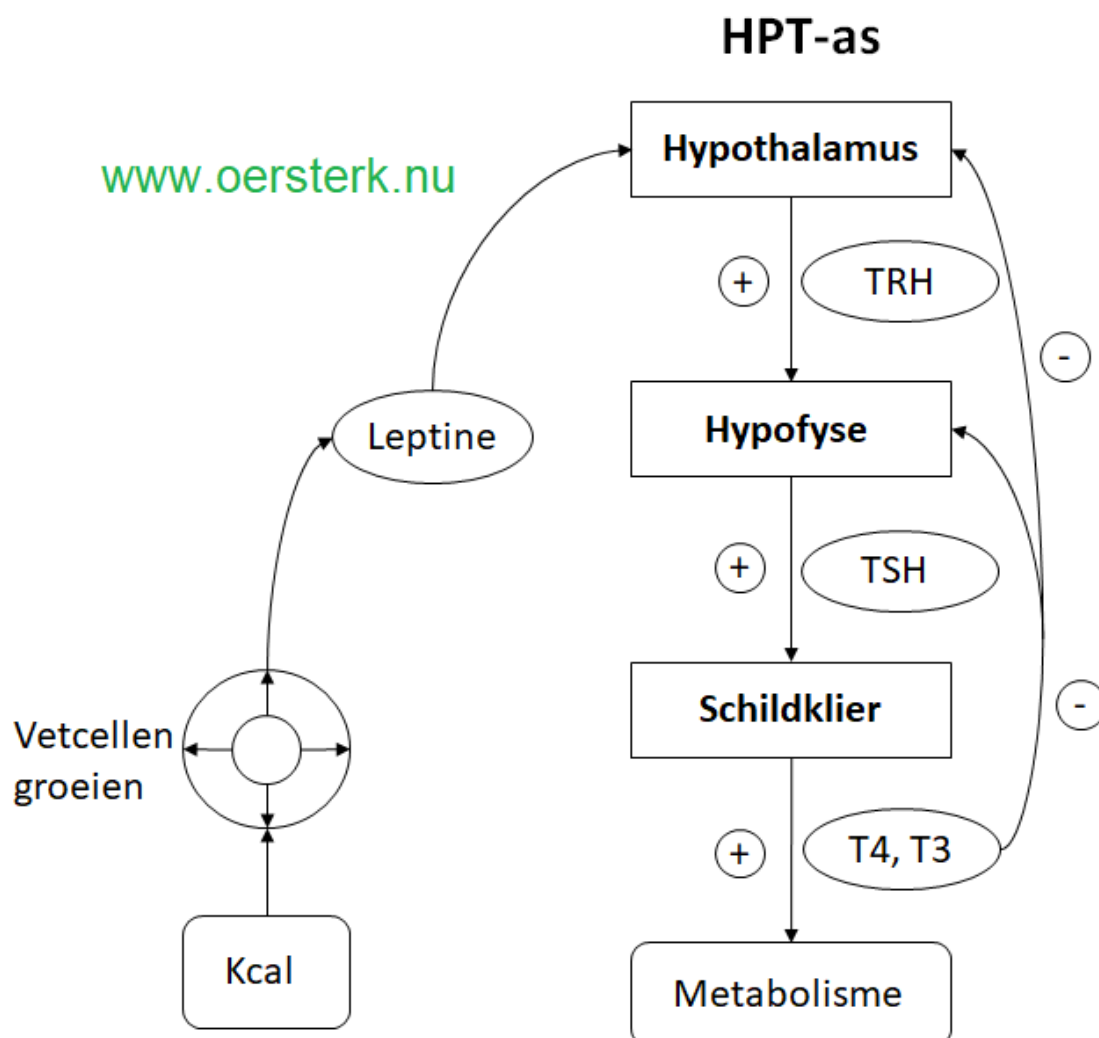 HPT-as
www.oersterk.nu
Hypothalamus
+
TRH
-
Leptine
Hypofyse
+
TSH
-
Schildklier
Vetcellen
groeien
+
T4, T3
Kcal
Metabolisme